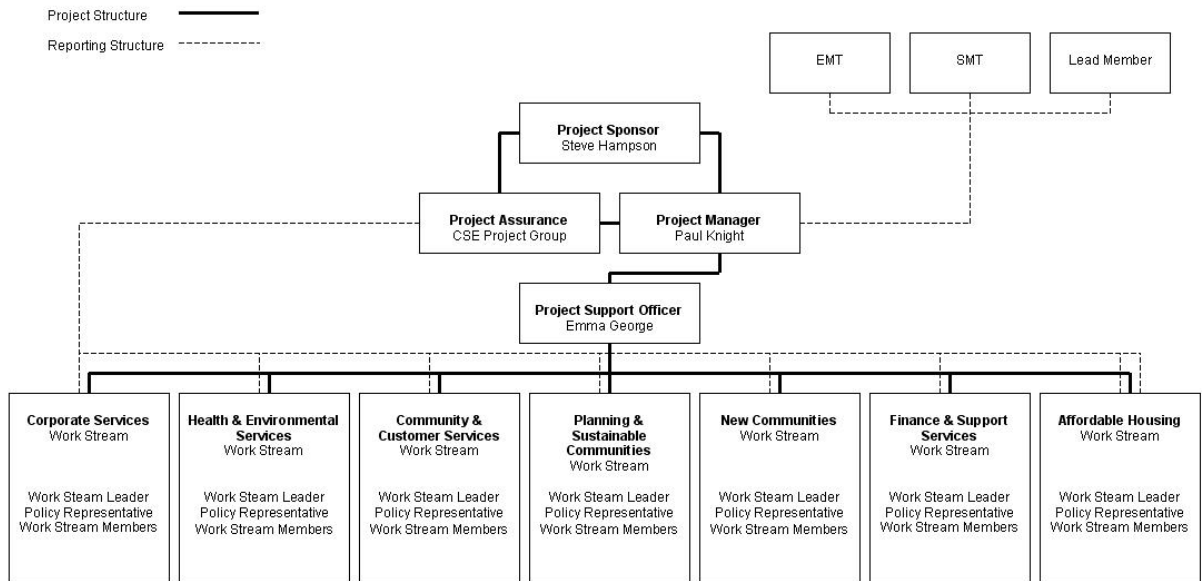 Project Structure
Reporting Structure
EMT
SMT
Lead Member
Project Sponsor
Steve Hampson
Project Assurance
CSE Project Group
Project Manager
Paul Knight
Project Support Officer
Emma George
Corporate Services
Work Stream
Work Steam Leader
Policy Representative
Work Stream Members
Health & Environmental
Services
Work Stream
Work Steam Leader
Policy Representative
Work Stream Members
Community &
Customer Services
Work Stream
Work Steam Leader
Policy Representative
Work Stream Members
Planning &
Sustainable
Communities
Work Stream
Work Steam Leader
Policy Representative
Work Stream Members
New Communities
Work Stream
Work Steam Leader
Policy Representative
Work Stream Members
Finance & Support
Services
Work Stream
Work Steam Leader
Policy Representative
Work Stream Members
Affordable Housing
Work Stream
Work Steam Leader
Policy Representative
Work Stream Members